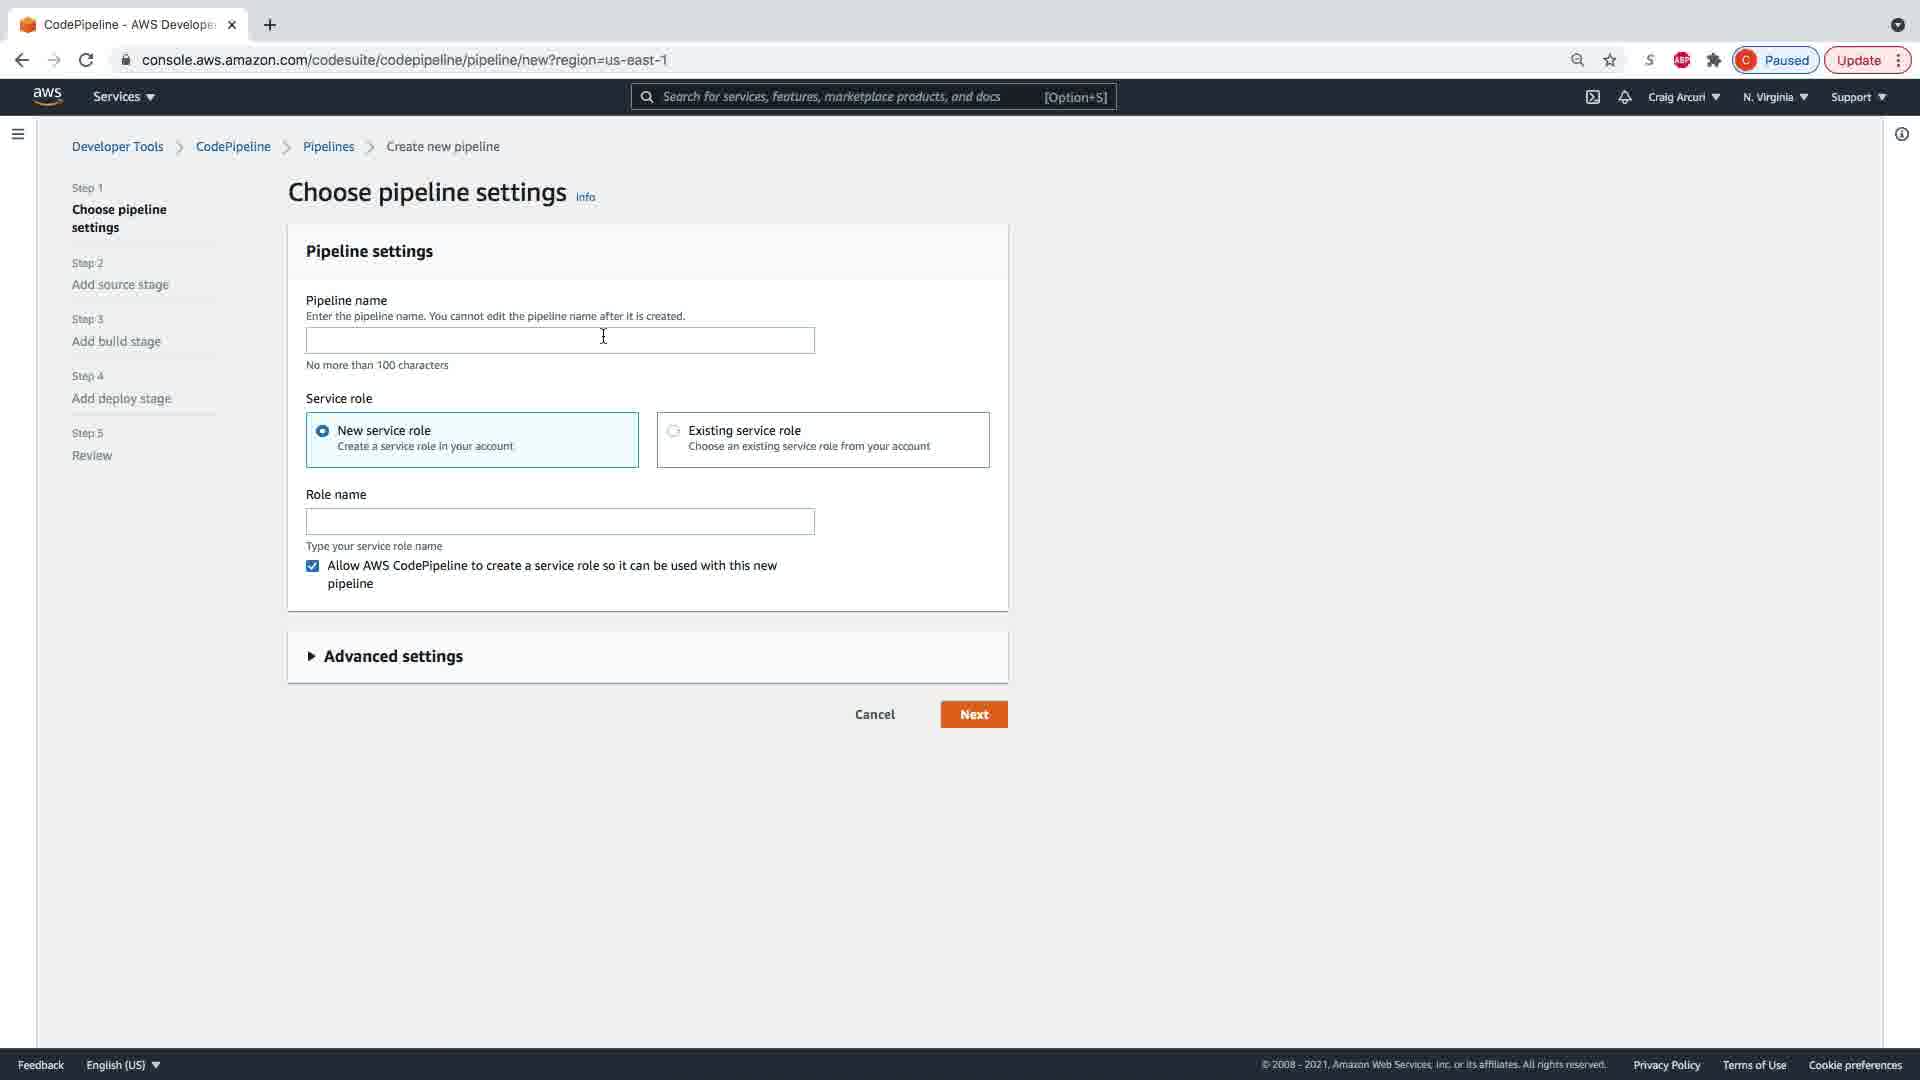 CodePipeline - AWS Develope
console.aws.amazon.com/codesuite/codepipeline/pipeline/new?region=us-east-1
S
ABP
C Paused
Update
aws
Services
Search for services, features, marketplace products, and docs [Option+S]
Craig Arcuri
N. Virginia
Support
Developer Tools
CodePipeline
Pipelines
Create new pipeline
Step 1
Choose pipeline
settings
Step 2
Add source stage
Step 3
Add build stage
Step 4
Add deploy stage
Step 5
Review
Choose pipeline settings Info
Pipeline settings
Pipeline name
Enter the pipeline name. You cannot edit the pipeline name after it is created.
No more than 100 characters
Service role
New service role
Create a service role in your account
Existing service role
Choose an existing service role from your account
Role name
Type your service role name
Allow AWS CodePipeline to create a service role so it can be used with this new
pipeline
Advanced settings
Cancel
Next
Feedback
English (US)
© 2008 - 2021, Amazon Web Services, Inc. or its affiliates. All rights reserved.
Privacy Policy
Terms of Use
Cookie preferences